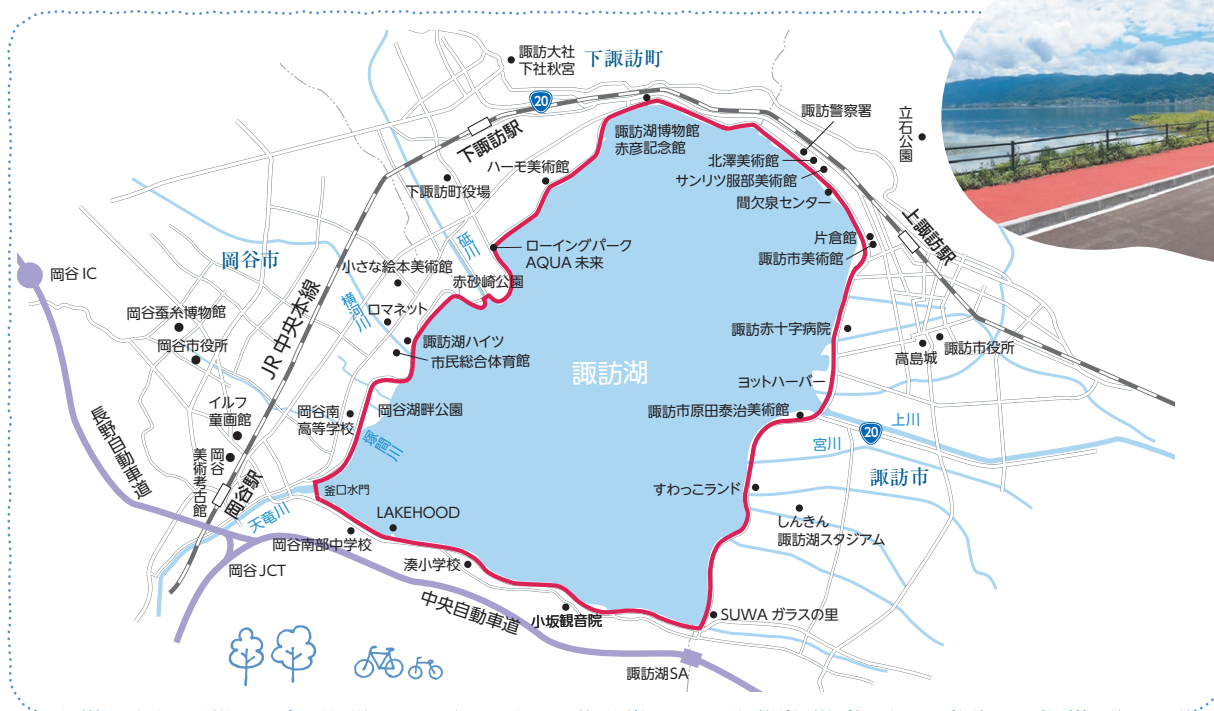 諏訪大社
下社秋宮
下諏訪町
20
下諏訪駅
諏訪湖博物館
赤彦記念館
諏訪警察署
立石公園
北澤美術館
サンリツ服部美術館
間欠泉センター
ハーモ美術館
下諏訪町役場
砥川
ローイングパーク
AQUA 未来
赤砂崎公園
片倉館
諏訪市美術館
上諏訪駅
岡谷市
岡谷 IC
小さな絵本美術館
横河川
ロマネット
JR 中央本線
岡谷蚕糸博物館
岡谷市役所
諏訪湖ハイツ
市民総合体育館
諏訪湖
諏訪赤十字病院
高島城
諏訪市役所
ヨットハーバー
諏訪市原田泰治美術館
上川
20
宮川
諏訪市
イルフ
童画館
岡谷南
高等学校
岡谷湖畔公園
塚間川
長野自動車道
岡谷
美術考古館
岡谷駅
釜口水門
天竜川
すわっこランド
しんきん
諏訪湖スタジアム
LAKEHOOD
岡谷南部中学校
岡谷 JCT
湊小学校
中央自動車道
小坂観音院
SUWA ガラスの里
諏訪湖 SA